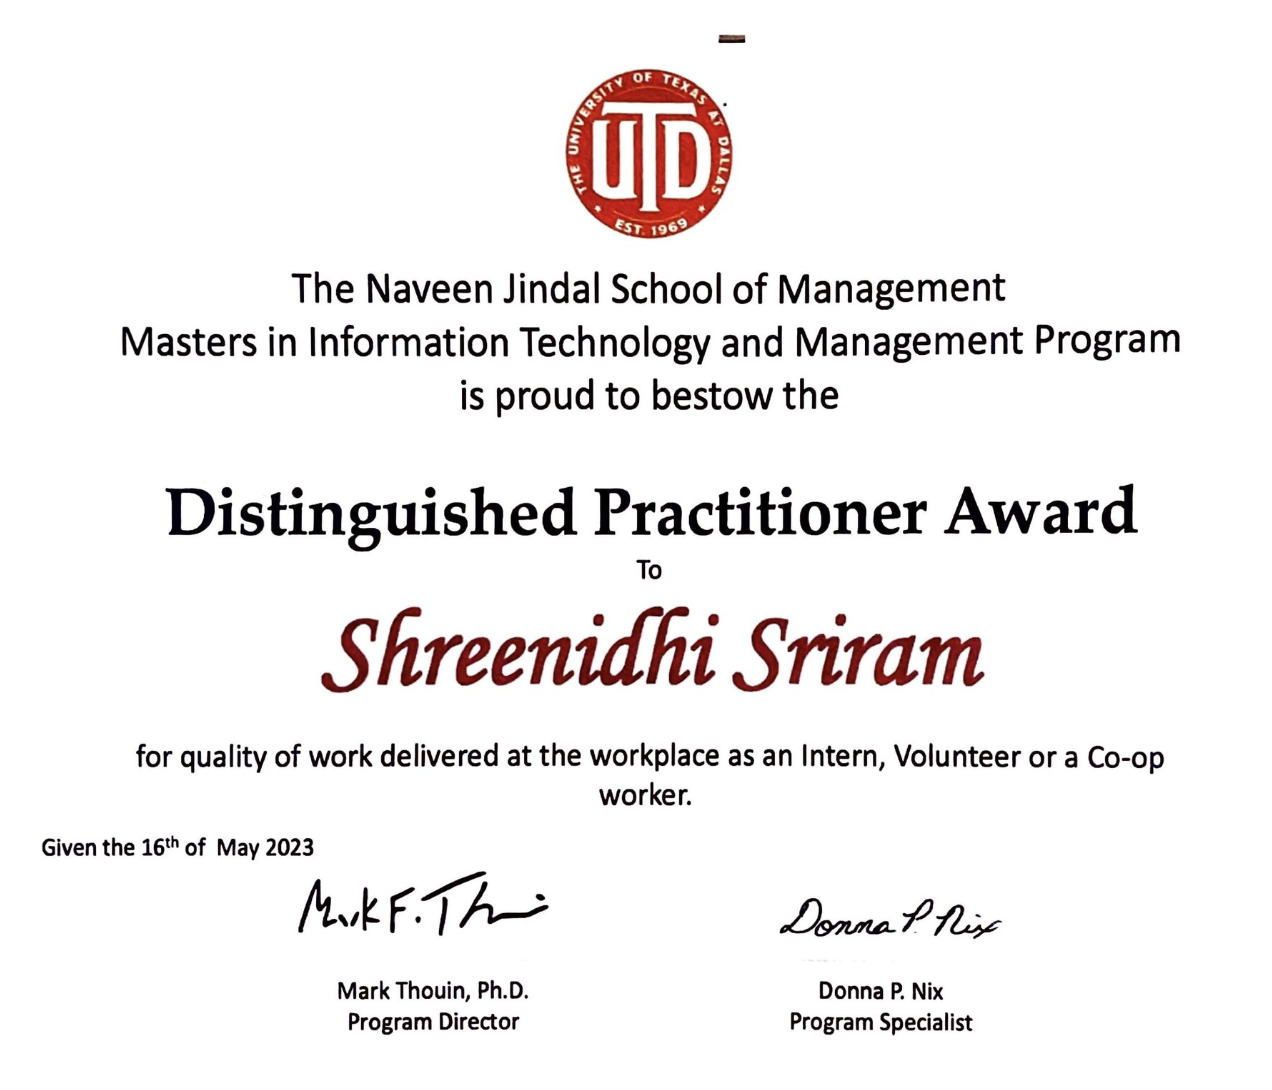 THE UNIVERSITY OF TEXAS AT DALLAS
UTD
EST. 1969
The Naveen Jindal School of Management
Masters in Information Technology and Management Program
is proud to bestow the
Distinguished Practitioner Award
To
Shreenidhi Sriram
for quality of work delivered at the workplace as an Intern, Volunteer or a Co-op
worker.
Given the 16th of May 2023
Mark F. Thouin
Donna P. Nix
Mark Thouin, Ph.D.
Donna P. Nix
Program Director
Program Specialist